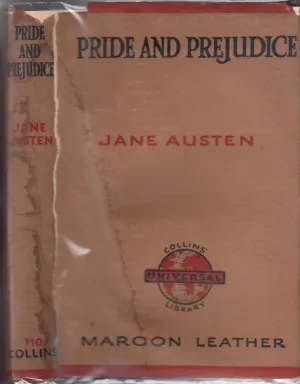 PRIDE
AND
PREJUDICE
JANE
AUSTEN
110
COLLINS
PRIDE AND PREJUDICE
JANE AUSTEN
COLLINS'
UNIVERSAL
LIBRARY
MAROON LEATHER